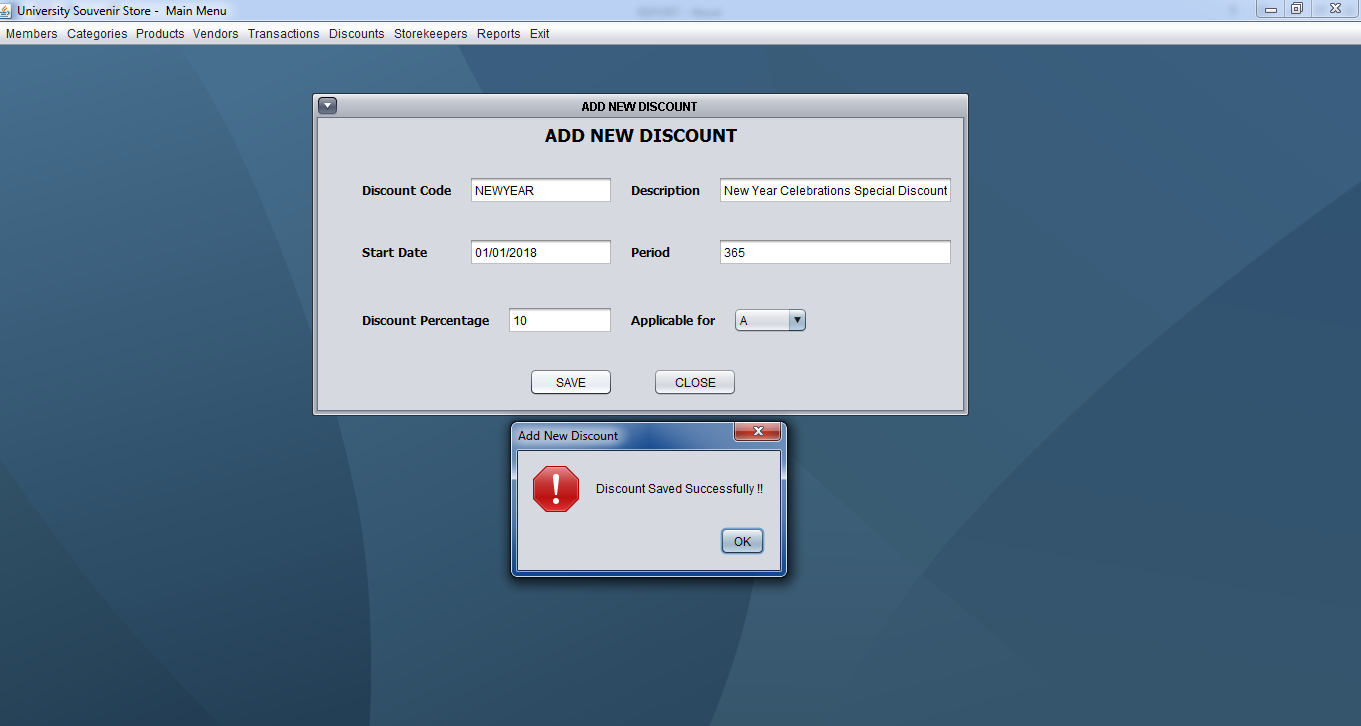 University Souvenir Store - Main Menu
Members Categories Products Vendors Transactions Discounts Storekeepers Reports Exit
ADD NEW DISCOUNT
ADD NEW DISCOUNT
Discount Code NEWYEAR Description New Year Celebrations Special Discount
Start Date 01/01/2018 Period 365
Discount Percentage 10 Applicable for A
SAVE CLOSE
Add New Discount
Discount Saved Successfully !!
OK